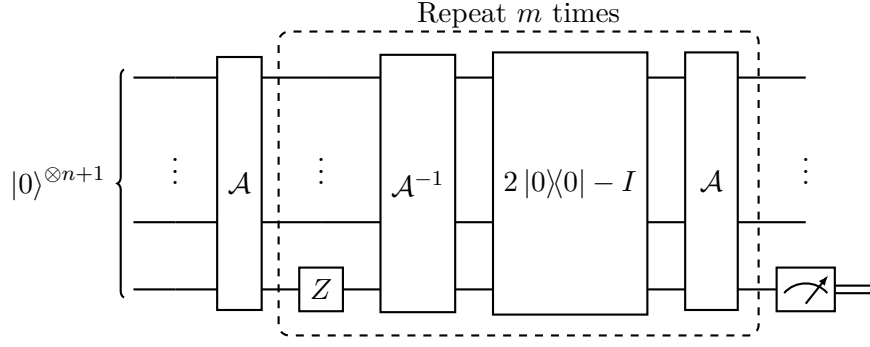 Repeat m times
|0⟩^{⊗n+1}
⋮
𝒜
⋮
𝒜^{-1}
2 |0⟩⟨0| − I
𝒜
⋮
Z